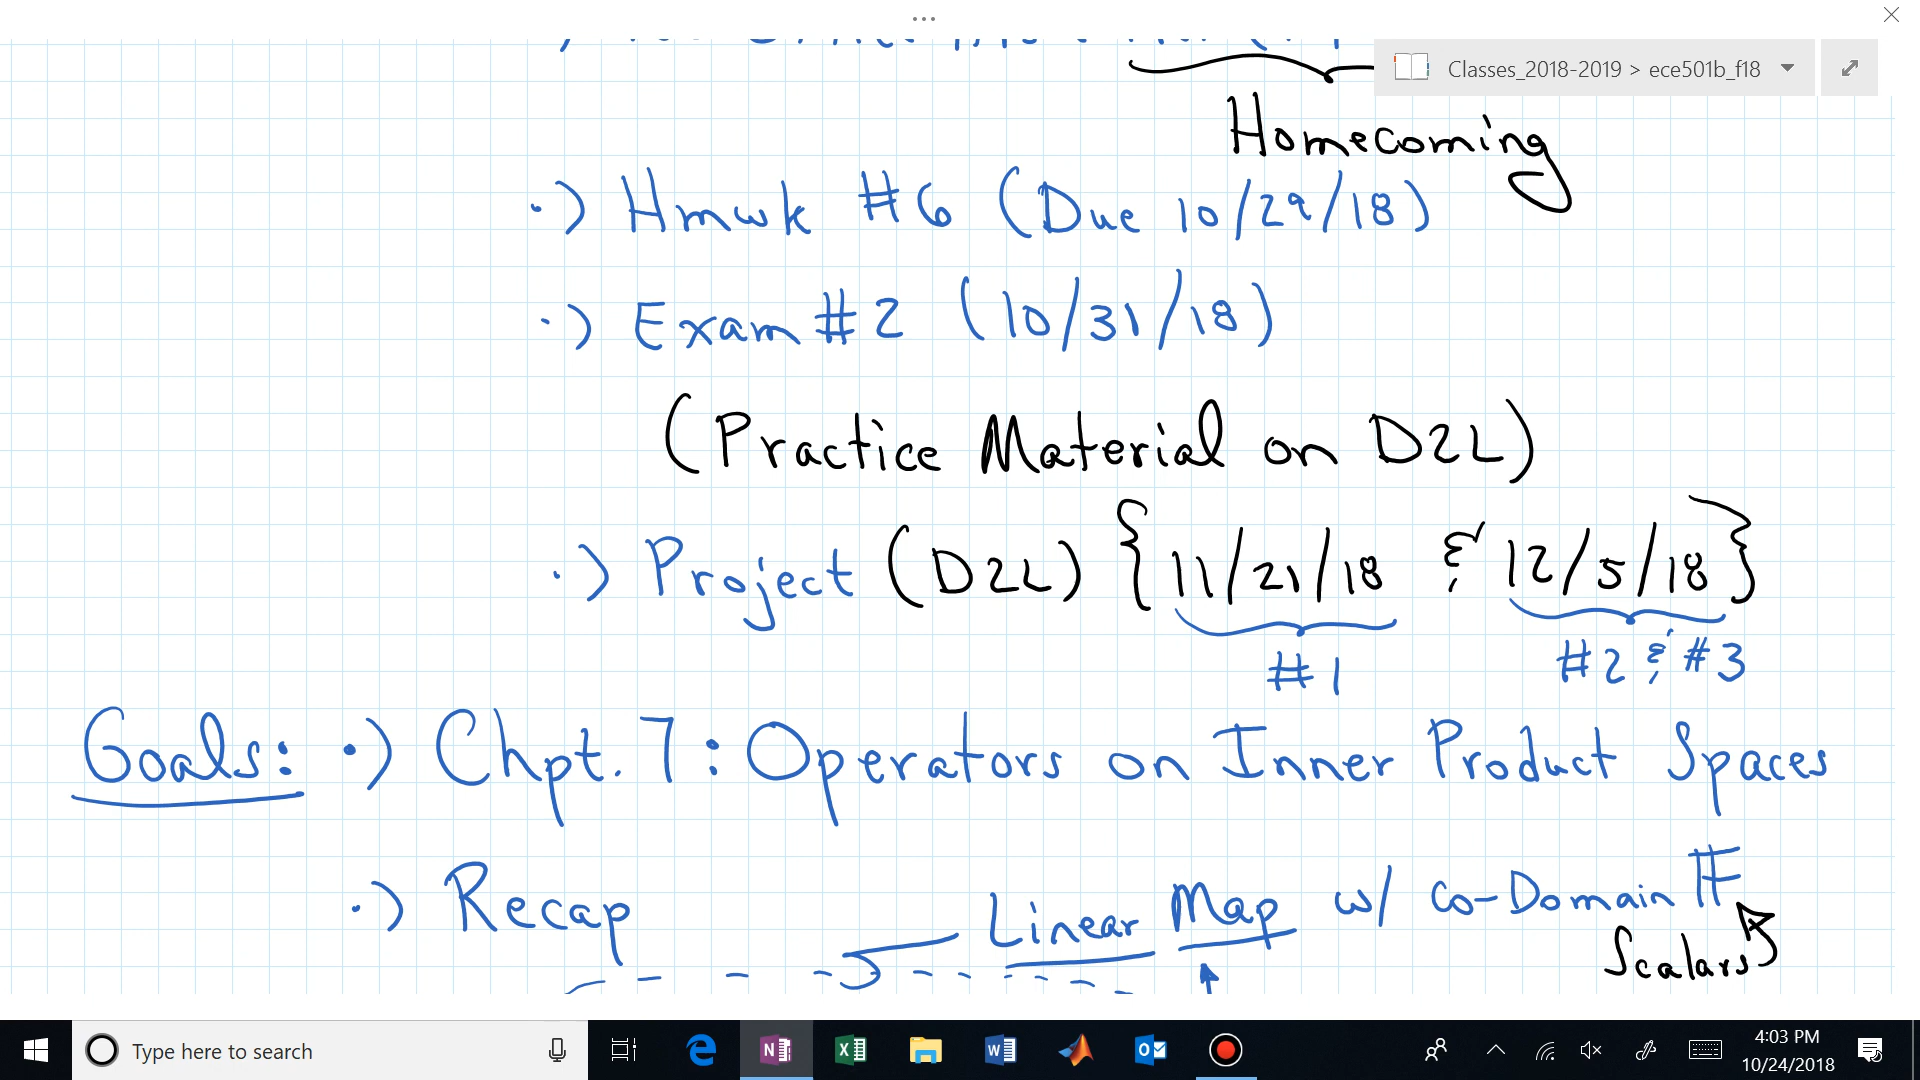 Classes_2018-2019 > ece501b_f18
Homecoming
·) Hmwk #6 (Due 10/29/18)
·) Exam #2 (10/31/18)
(Practice Material on D2L)
·) Project (D2L) {11/21/18 & 12/5/18}
#1 #2 & #3
Goals: ·) Chpt. 7: Operators on Inner Product Spaces
·) Recap Linear Map w/ Co-Domain 𝔽
Scalars
Type here to search
4:03 PM
10/24/2018